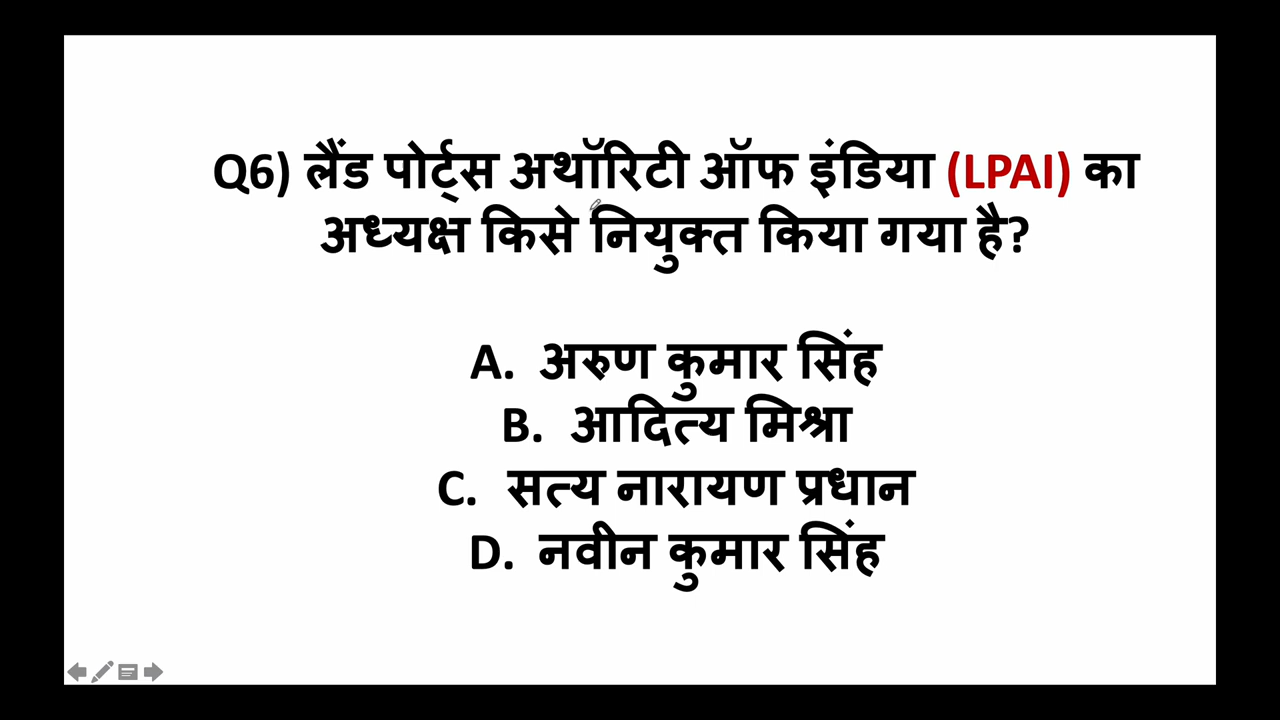 Q6) लैंड पोर्ट्स अथॉरिटी ऑफ इंडिया (LPAI) का
अध्यक्ष किसे नियुक्त किया गया है?
A. अरुण कुमार सिंह
B. आदित्य मिश्रा
C. सत्य नारायण प्रधान
D. नवीन कुमार सिंह